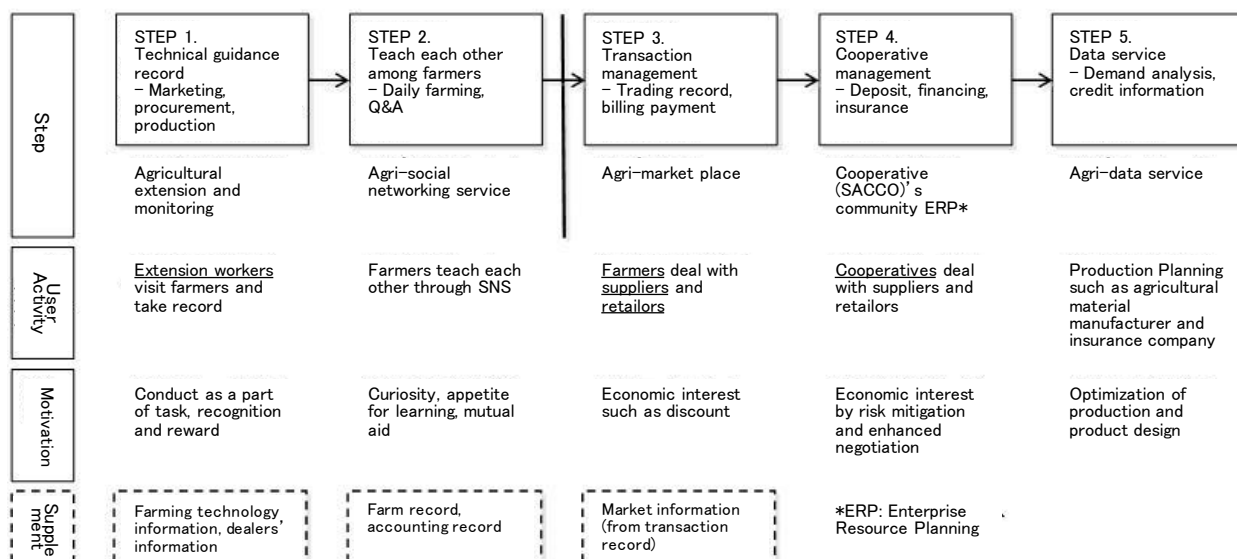 Step
STEP 1.
Technical guidance
record
– Marketing,
procurement,
production
STEP 2.
Teach each other
among farmers
– Daily farming,
Q&A
STEP 3.
Transaction
management
– Trading record,
billing payment
STEP 4.
Cooperative
management
– Deposit, financing,
insurance
STEP 5.
Data service
– Demand analysis,
credit information
Agricultural
extension and
monitoring
Agri-social
networking service
Agri-market place
Cooperative
(SACCO)'s
community ERP*
Agri-data service
User
Activity
Extension workers
visit farmers and
take record
Farmers teach each
other through SNS
Farmers deal with
suppliers and
retailors
Cooperatives deal
with suppliers and
retailors
Production Planning
such as agricultural
material
manufacturer and
insurance company
Motivation
Conduct as a part
of task, recognition
and reward
Curiosity, appetite
for learning, mutual
aid
Economic interest
such as discount
Economic interest
by risk mitigation
and enhanced
negotiation
Optimization of
production and
product design
Supple
ment
Farming technology
information, dealers'
information
Farm record,
accounting record
Market information
(from transaction
record)
*ERP: Enterprise
Resource Planning